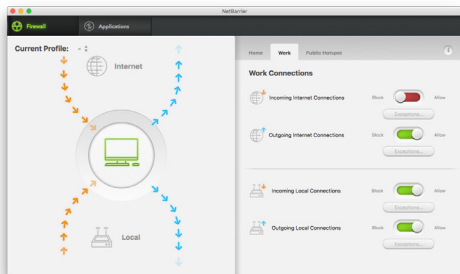 NetBarrier
Firewall
Applications
Current Profile: -
Internet
Local
Home
Work
Public Hotspot
Work Connections
Incoming Internet Connections
Block
Allow
Exceptions...
Outgoing Internet Connections
Block
Allow
Exceptions...
Incoming Local Connections
Block
Allow
Exceptions...
Outgoing Local Connections
Block
Allow
Exceptions...